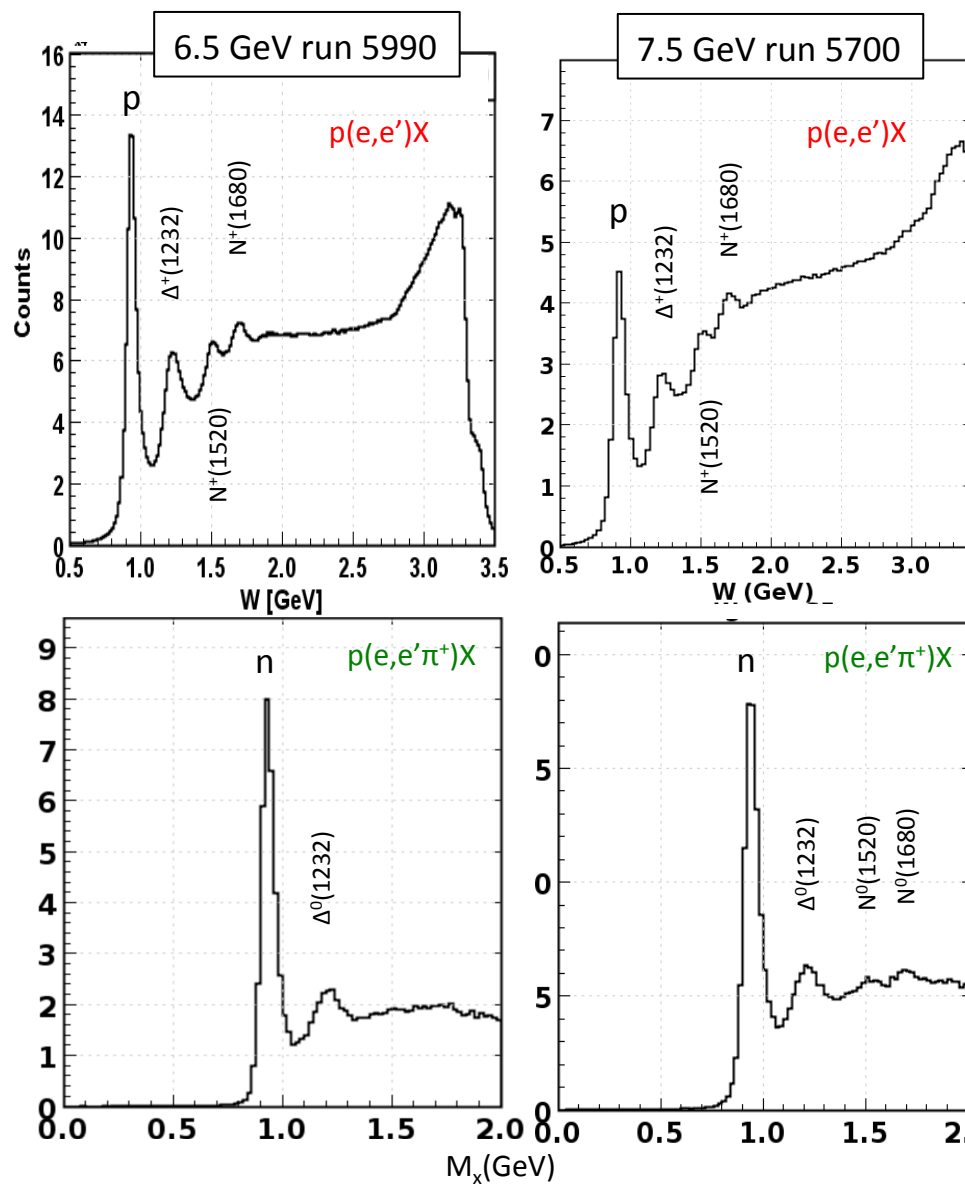 6.5 GeV run 5990
7.5 GeV run 5700
16
14
12
10
8
6
4
2
0
Counts
p
p(e,e')X
Δ⁺(1232)
N⁺(1520)
N⁺(1680)
0.5 1.0 1.5 2.0 2.5 3.0 3.5
W [GeV]
7
6
5
4
3
2
1
0
p
p(e,e')X
Δ⁺(1232)
N⁺(1520)
N⁺(1680)
0.5 1.0 1.5 2.0 2.5 3.0
W (GeV)
9
8
7
6
5
4
3
2
1
0
n
p(e,e'π⁺)X
Δ⁰(1232)
0.0 0.5 1.0 1.5 2.0
0
5
0
5
0
n
p(e,e'π⁺)X
Δ⁰(1232)
N⁰(1520)
N⁰(1680)
0.0 0.5 1.0 1.5 2.
Mₓ(GeV)